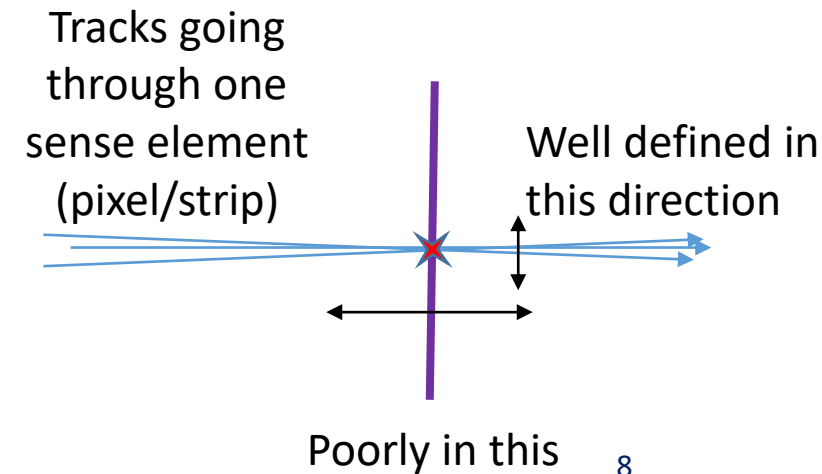 Tracks going
through one
sense element
(pixel/strip)
Well defined in
this direction
Poorly in this
8